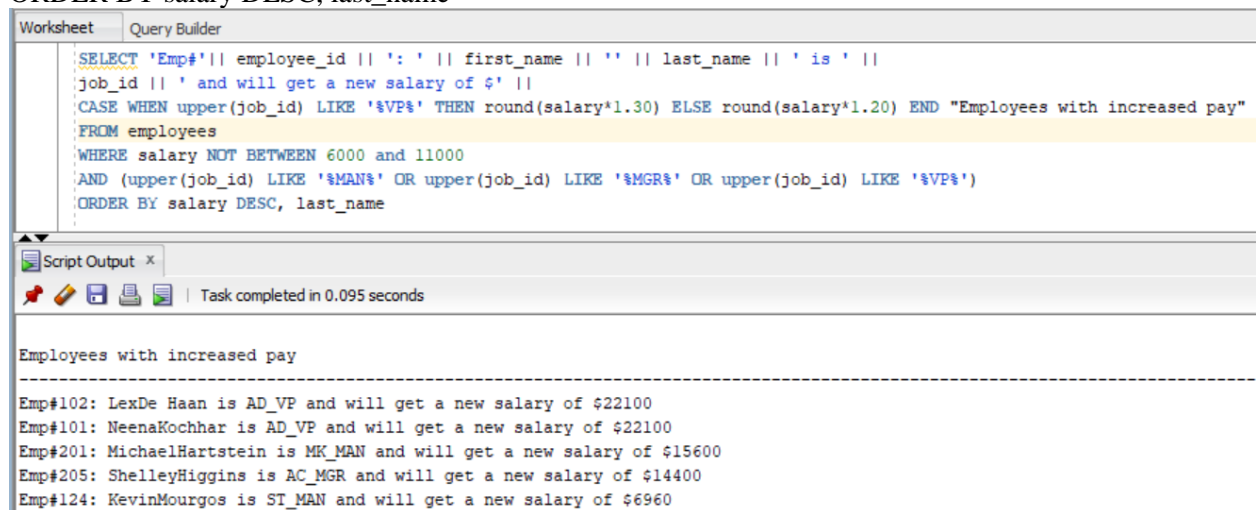 ORDER BY salary DESC, last_name
Worksheet Query Builder
SELECT 'Emp#'|| employee_id || ': ' || first_name || '' || last_name || ' is ' ||
job_id || ' and will get a new salary of $' ||
CASE WHEN upper(job_id) LIKE '%VP%' THEN round(salary*1.30) ELSE round(salary*1.20) END "Employees with increased pay"
FROM employees
WHERE salary NOT BETWEEN 6000 and 11000
AND (upper(job_id) LIKE '%MAN%' OR upper(job_id) LIKE '%MGR%' OR upper(job_id) LIKE '%VP%')
ORDER BY salary DESC, last_name
Script Output x
Task completed in 0.095 seconds
Employees with increased pay
--------------------------------------------------------------------------------------------------------------------------
Emp#102: LexDe Haan is AD_VP and will get a new salary of $22100
Emp#101: NeenaKochhar is AD_VP and will get a new salary of $22100
Emp#201: MichaelHartstein is MK_MAN and will get a new salary of $15600
Emp#205: ShelleyHiggins is AC_MGR and will get a new salary of $14400
Emp#124: KevinMourgos is ST_MAN and will get a new salary of $6960